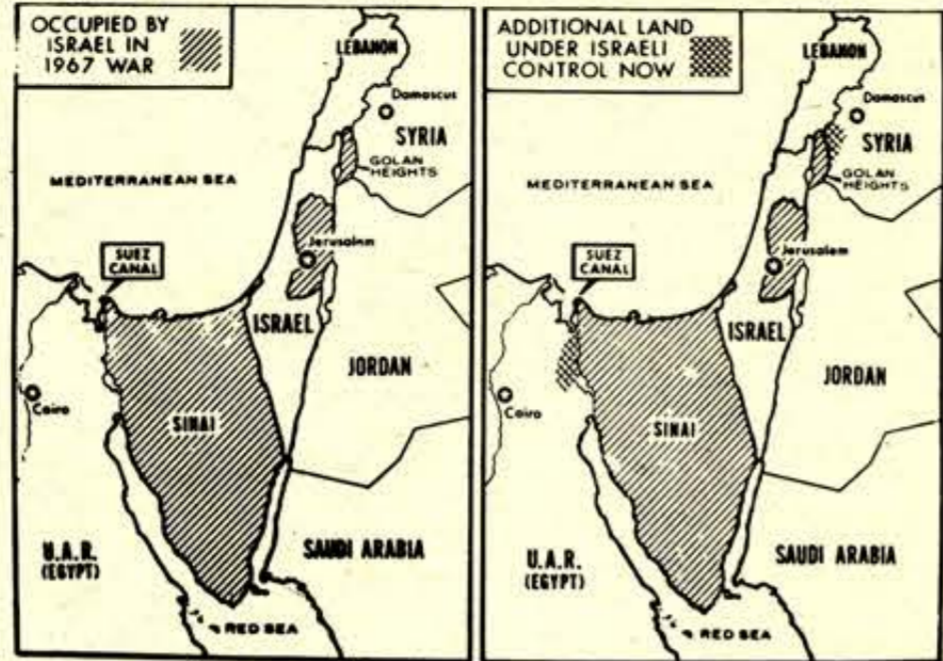 OCCUPIED BY
ISRAEL IN
1967 WAR
LEBANON
Damascus
SYRIA
GOLAN
HEIGHTS
MEDITERRANEAN SEA
Jerusalem
SUEZ
CANAL
ISRAEL
JORDAN
Cairo
SINAI
U.A.R.
(EGYPT)
SAUDI ARABIA
RED SEA
ADDITIONAL LAND
UNDER ISRAELI
CONTROL NOW
LEBANON
Damascus
SYRIA
GOLAN
HEIGHTS
MEDITERRANEAN SEA
Jerusalem
SUEZ
CANAL
ISRAEL
JORDAN
Cairo
SINAI
U.A.R.
(EGYPT)
SAUDI ARABIA
RED SEA